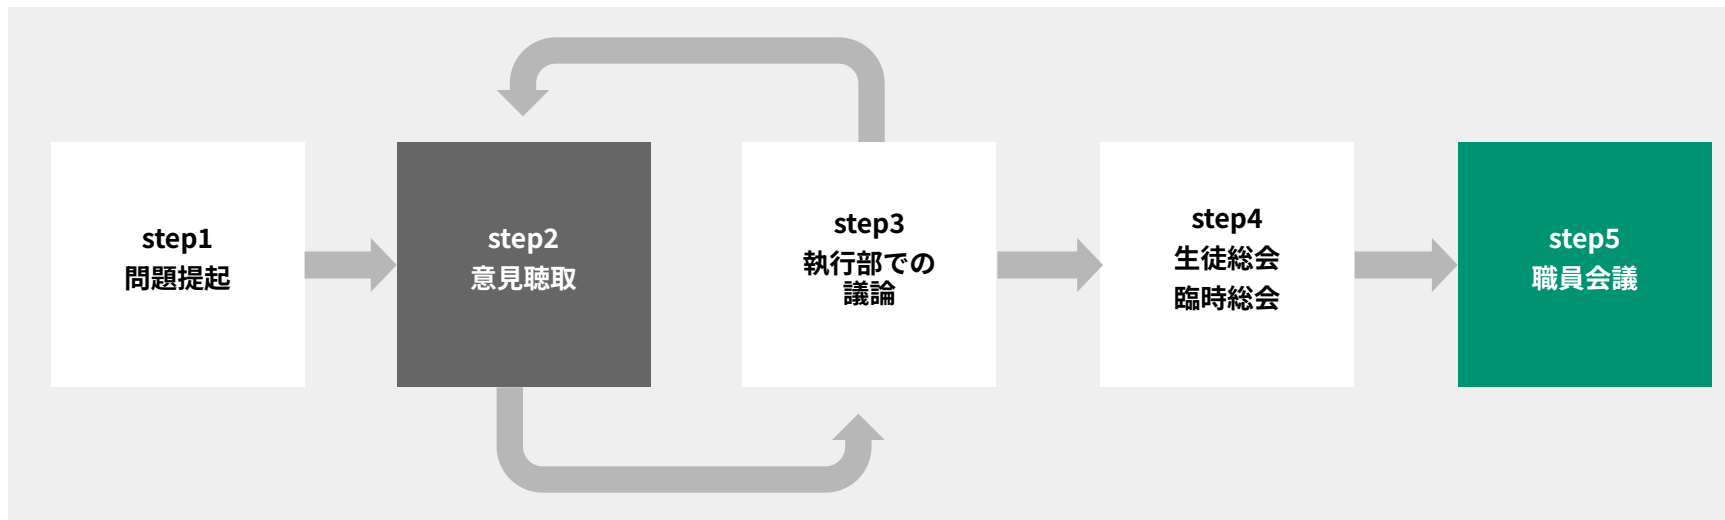 step1
問題提起
step2
意見聴取
step3
執行部での
議論
step4
生徒総会
臨時総会
step5
職員会議